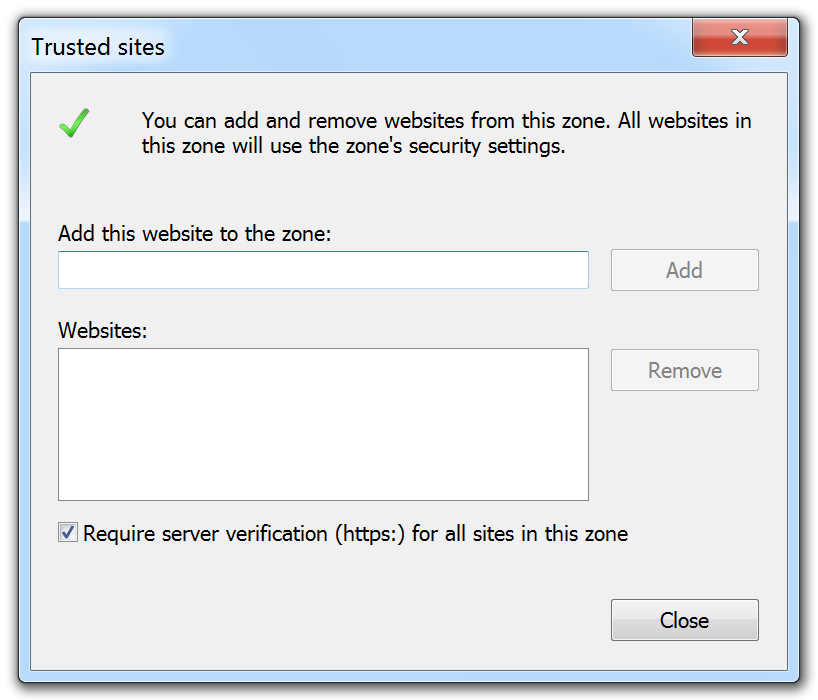 Trusted sites
You can add and remove websites from this zone. All websites in
this zone will use the zone's security settings.
Add this website to the zone:
Add
Websites:
Remove
Require server verification (https:) for all sites in this zone
Close